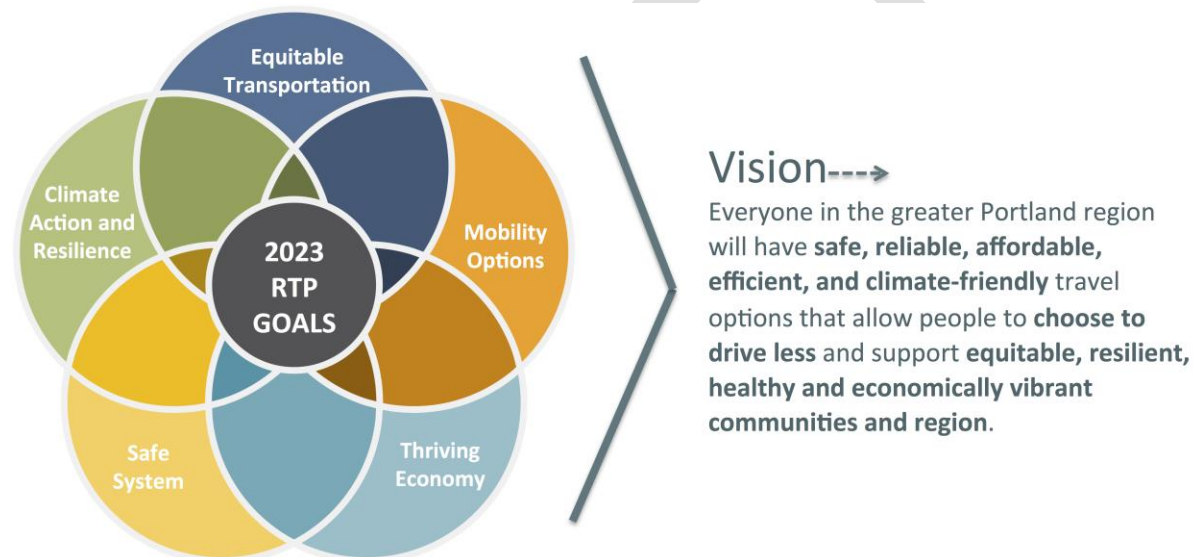 Equitable
Transportation
Climate
Action and
Resilience
Mobility
Options
2023
RTP
GOALS
Safe
System
Thriving
Economy
Vision---->
Everyone in the greater Portland region
will have safe, reliable, affordable,
efficient, and climate-friendly travel
options that allow people to choose to
drive less and support equitable, resilient,
healthy and economically vibrant
communities and region.